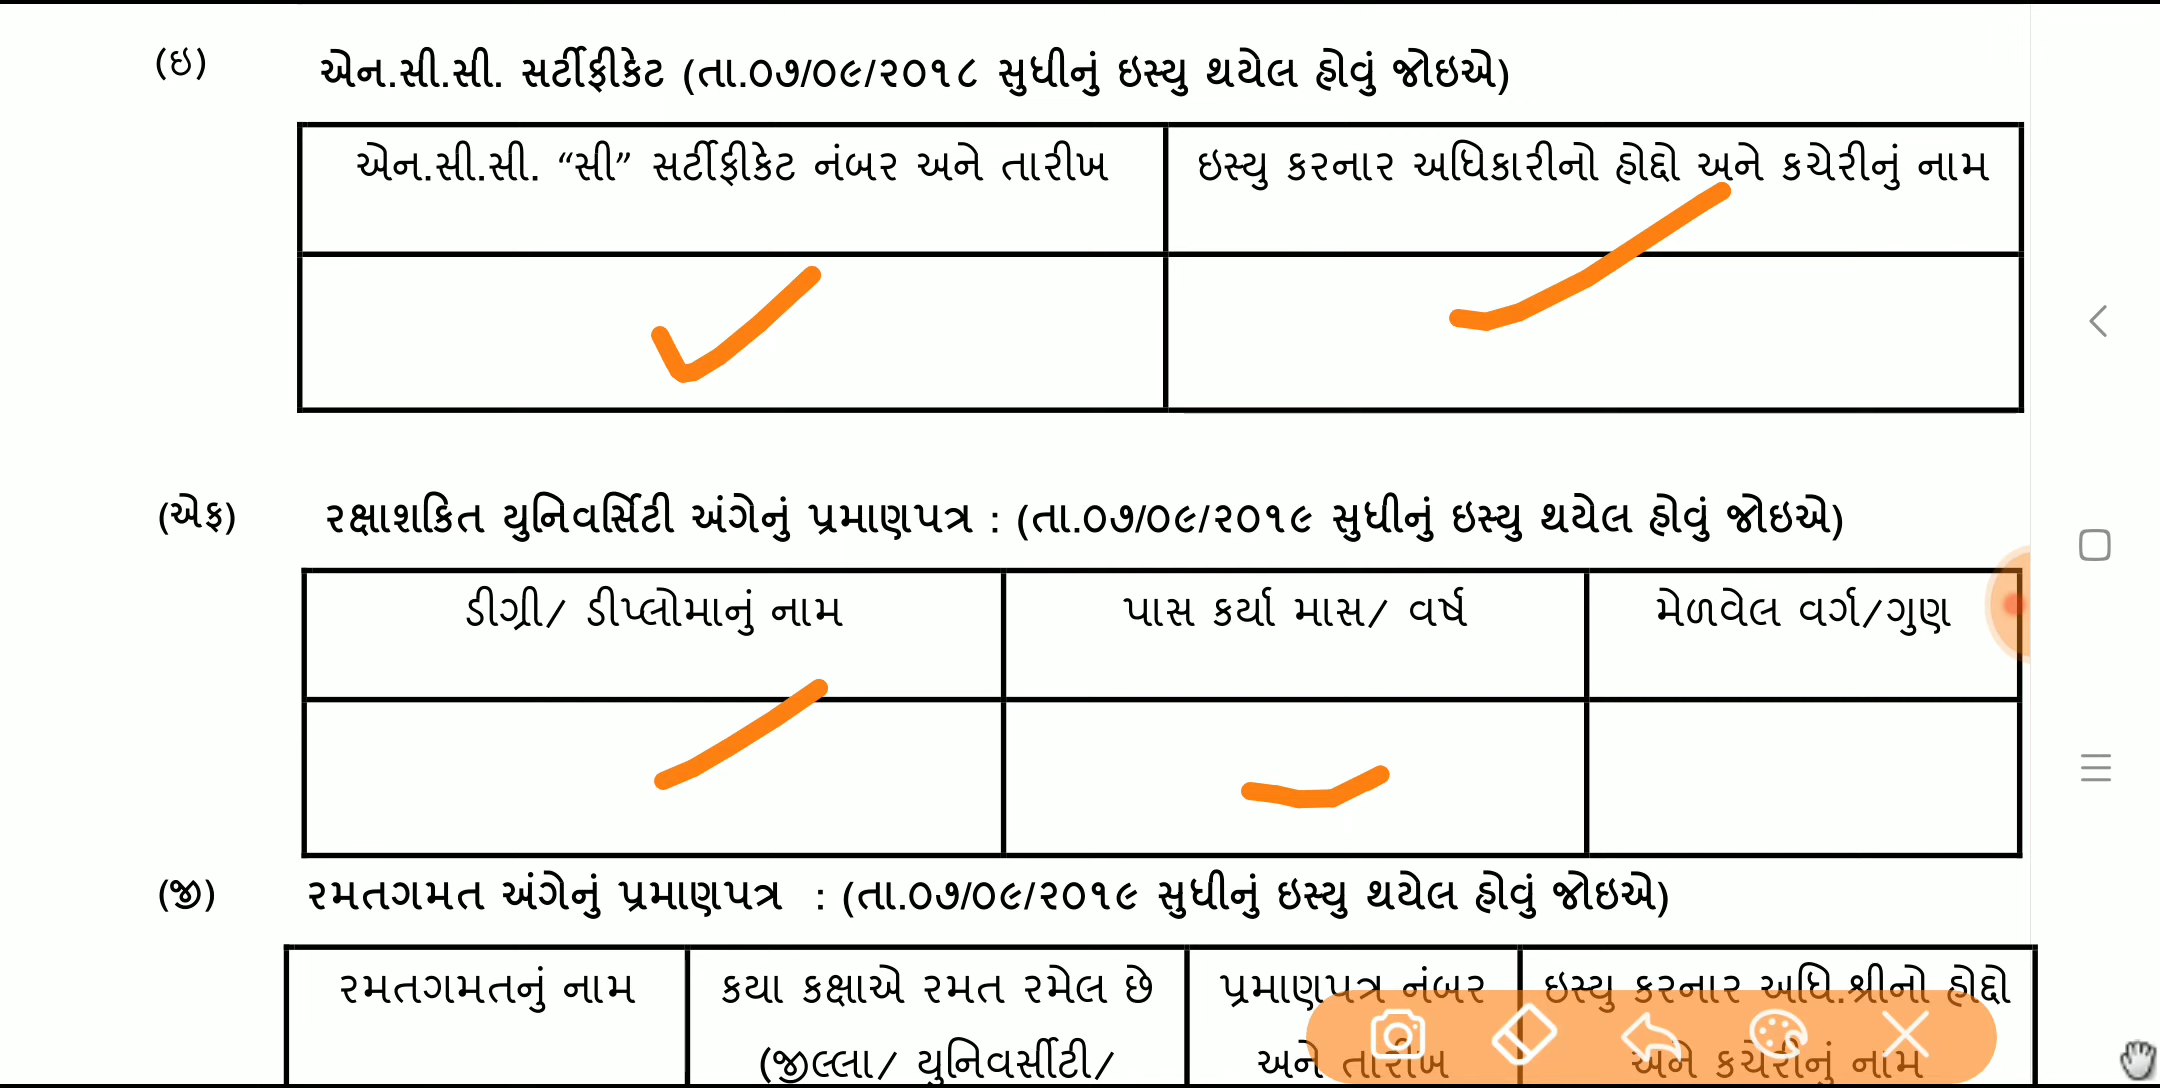 (ઇ) એન.સી.સી. સર્ટીફીકેટ (તા.૦૭/૦૯/૨૦૧૮ સુધીનું ઇસ્યુ થયેલ હોવું જોઇએ)
એન.સી.સી. “સી” સર્ટીફીકેટ નંબર અને તારીખ ઇસ્યુ કરનાર અધિકારીનો હોદ્દો અને કચેરીનું નામ
(એફ) રક્ષાશકિત યુનિવર્સિટી અંગેનું પ્રમાણપત્ર : (તા.૦૭/૦૯/૨૦૧૯ સુધીનું ઇસ્યુ થયેલ હોવું જોઇએ)
ડીગ્રી/ ડીપ્લોમાનું નામ પાસ કર્યા માસ/ વર્ષ મેળવેલ વર્ગ/ગુણ
(જી) રમતગમત અંગેનું પ્રમાણપત્ર : (તા.૦૭/૦૯/૨૦૧૯ સુધીનું ઇસ્યુ થયેલ હોવું જોઇએ)
રમતગમતનું નામ કયા કક્ષાએ રમત રમેલ છે પ્રમાણપત્ર નંબર ઇસ્યુ કરનાર અધિ.શ્રીનો હોદ્દો
(જીલ્લા/ યુનિવર્સીટી/ અને તારીખ અને કચેરીનું નામ